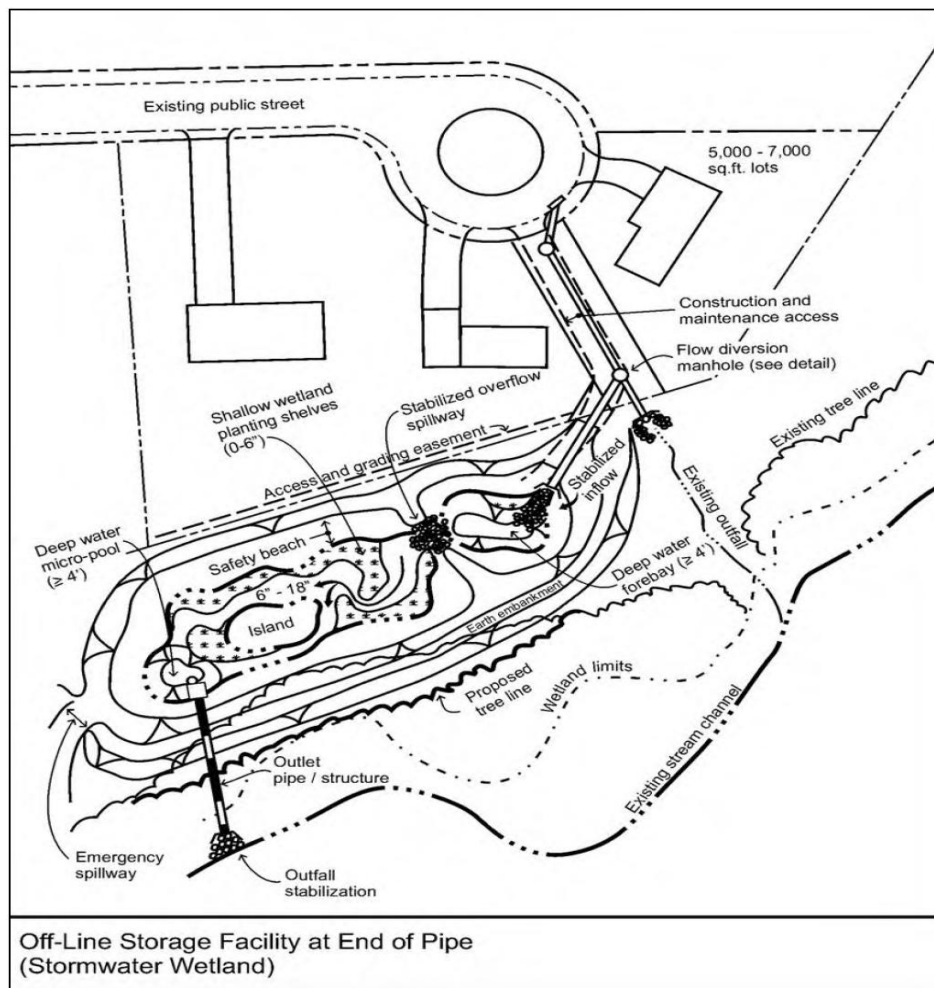 Existing public street
5,000 - 7,000
sq.ft. lots
Construction and
maintenance access
Flow diversion
manhole (see detail)
Shallow wetland
planting shelves
(0-6")
Stabilized overflow
spillway
Existing tree line
Access and grading easement
Stabilized
inflow
Existing outfall
Deep water
micro-pool
(≥ 4')
Safety beach
6" - 18"
Island
Deep water
forebay (≥ 4')
Earth embankment
Proposed
tree line
Wetland limits
Existing stream channel
Outlet
pipe / structure
Emergency
spillway
Outfall
stabilization
Off-Line Storage Facility at End of Pipe
(Stormwater Wetland)